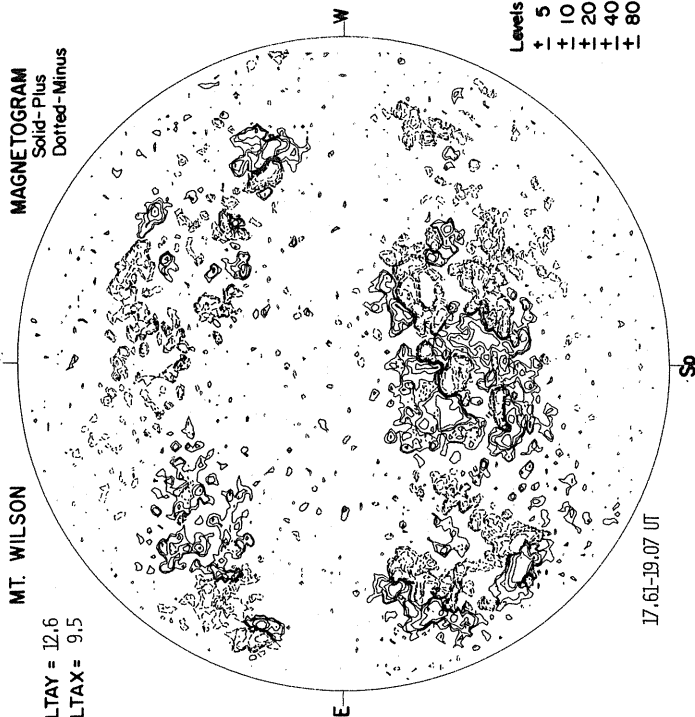 MT. WILSON
MAGNETOGRAM
Solid-Plus
Dotted-Minus
LTAY = 12.6
LTAX = 9.5
W
E
So
Levels
± 5
± 10
± 20
± 40
± 80
17.61-19.07 UT